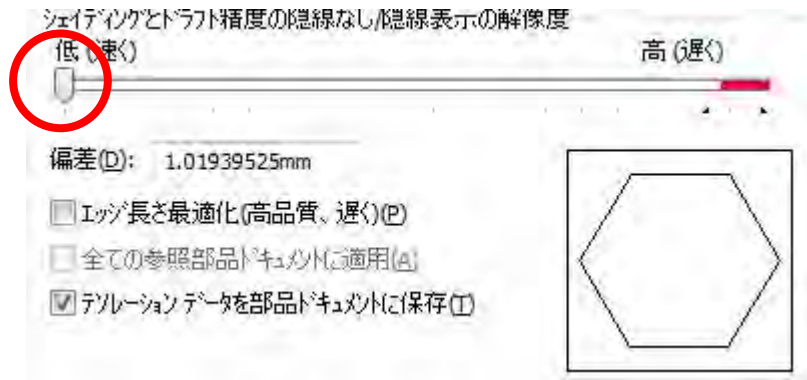 シェイディングとドラフト精度の隠線なし/隠線表示の解像度
低 (速く) 高 (遅く)
偏差(D): 1.01939525mm
エッジ長さ最適化(高品質、遅く)(P)
全ての参照部品ドキュメントに適用(A)
テソレーション データを部品ドキュメントに保存(T)